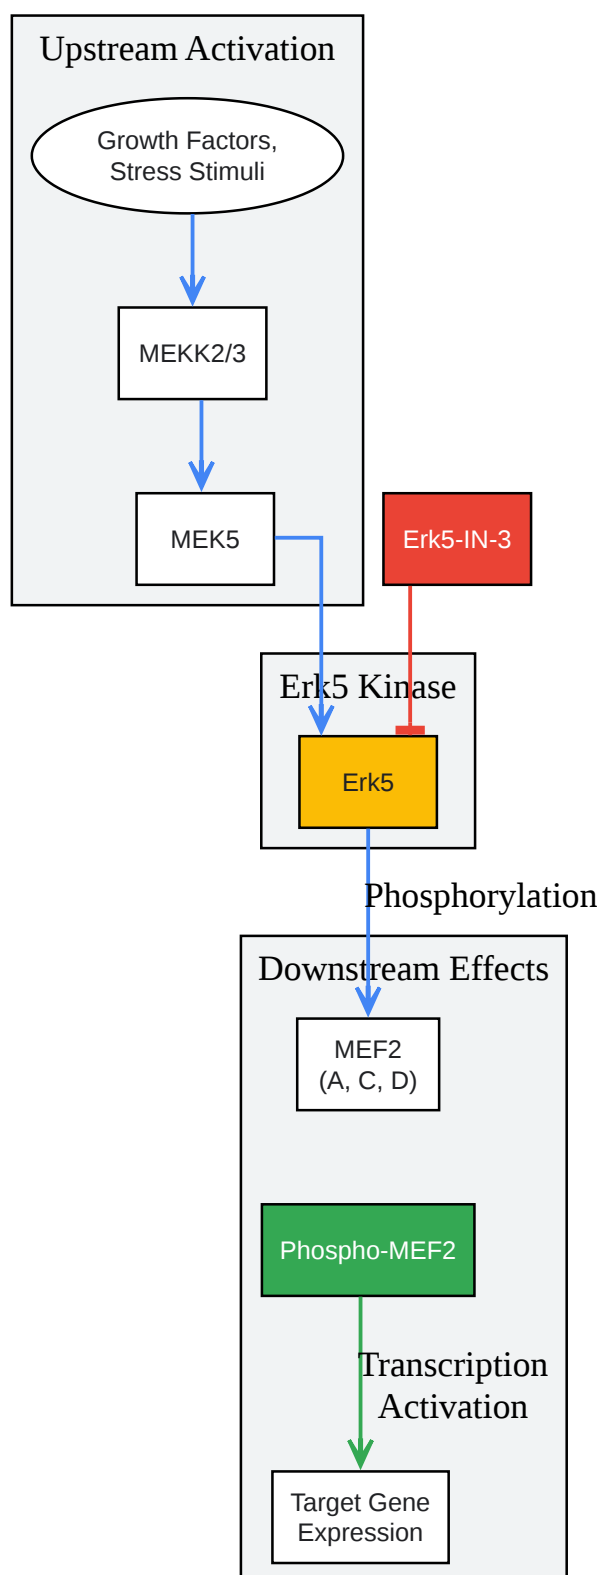 Upstream Activation
Growth Factors,
Stress Stimuli
MEKK2/3
MEK5
Erk5-IN-3
Erk5 Kinase
Erk5
Phosphorylation
Downstream Effects
MEF2
(A, C, D)
Phospho-MEF2
Transcription
Activation
Target Gene
Expression